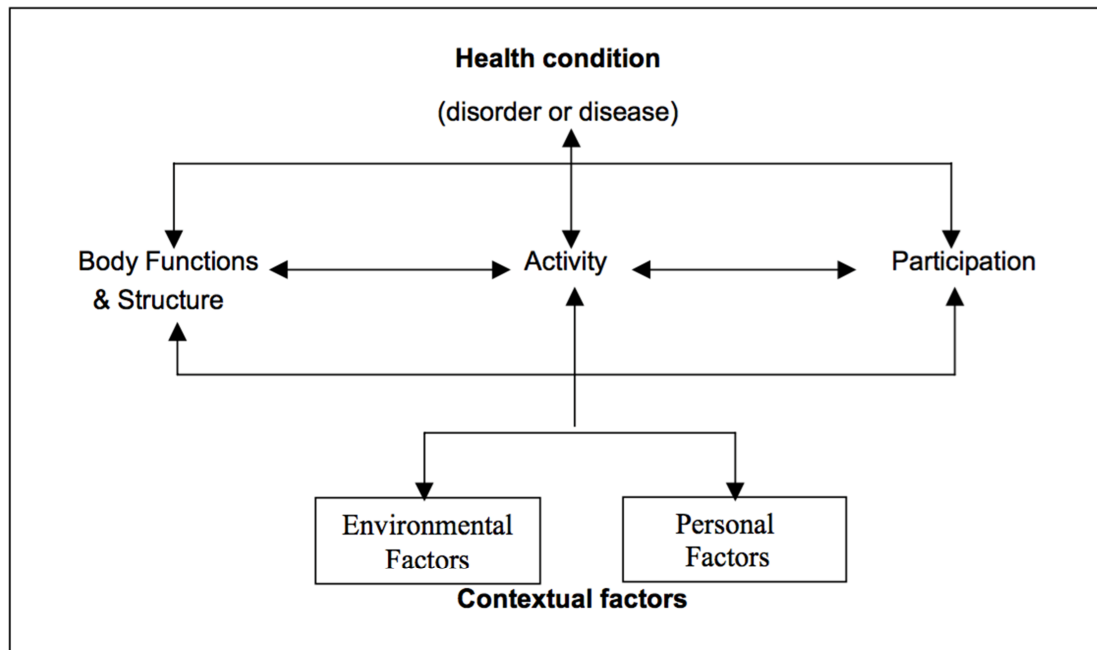 Health condition
(disorder or disease)
Body Functions
& Structure
Activity
Participation
Environmental
Factors
Personal
Factors
Contextual factors